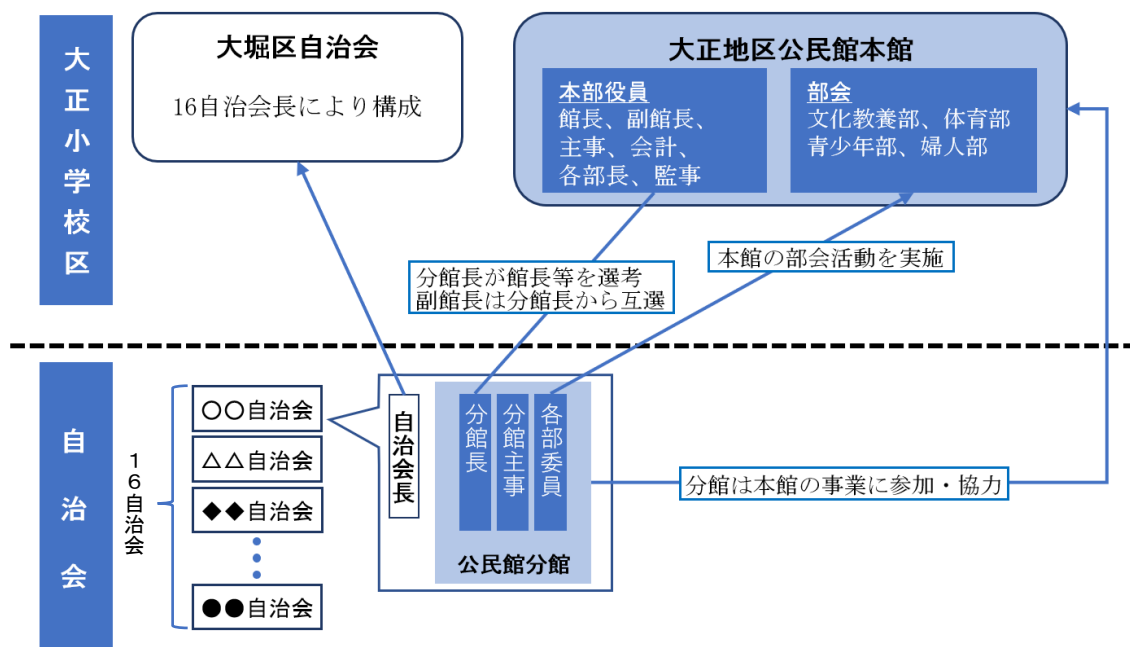 大正小学校区
大堀区自治会
16自治会長により構成
大正地区公民館本館
本部役員
館長、副館長、
主事、会計、
各部長、監事
部会
文化教養部、体育部
青少年部、婦人部
分館長が館長等を選考
副館長は分館長から互選
本館の部会活動を実施
自治会
16自治会
〇〇自治会
△△自治会
◆◆自治会
●●自治会
自治会長
分館長
分館主事
各部委員
公民館分館
分館は本館の事業に参加・協力